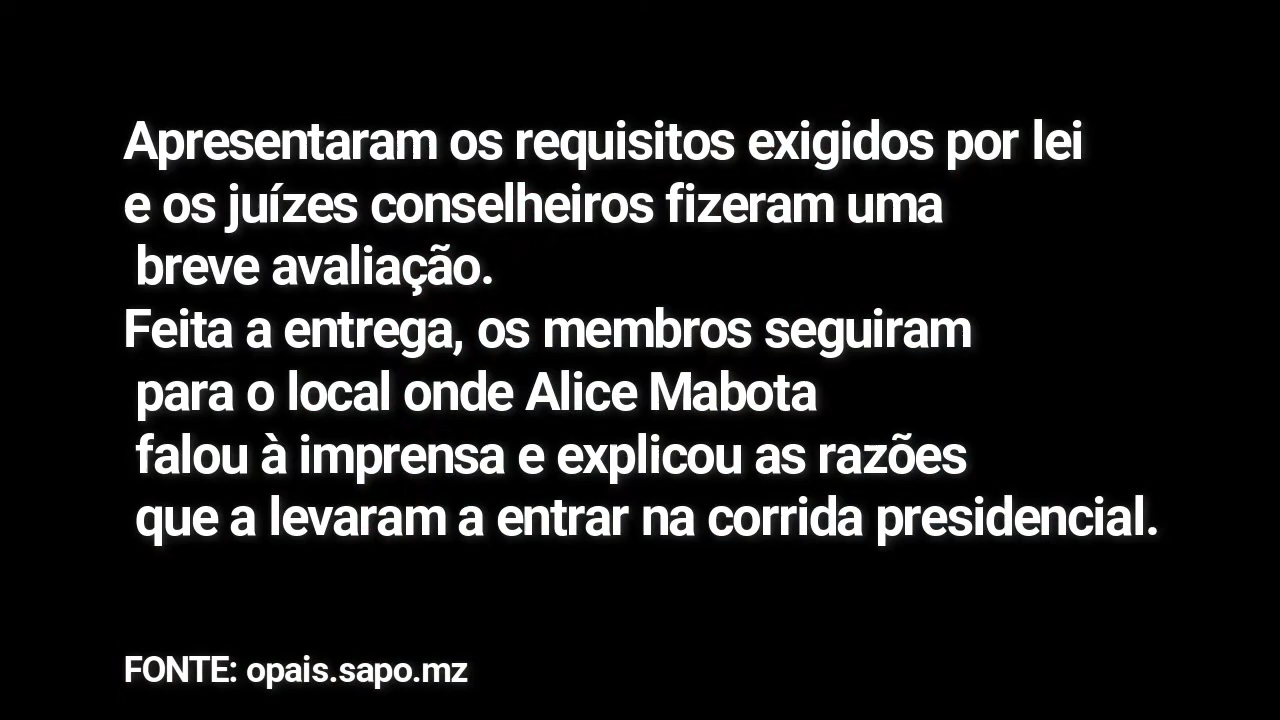 Apresentaram os requisitos exigidos por lei
e os juízes conselheiros fizeram uma
breve avaliação.
Feita a entrega, os membros seguiram
para o local onde Alice Mabota
falou à imprensa e explicou as razões
que a levaram a entrar na corrida presidencial.
FONTE: opais.sapo.mz